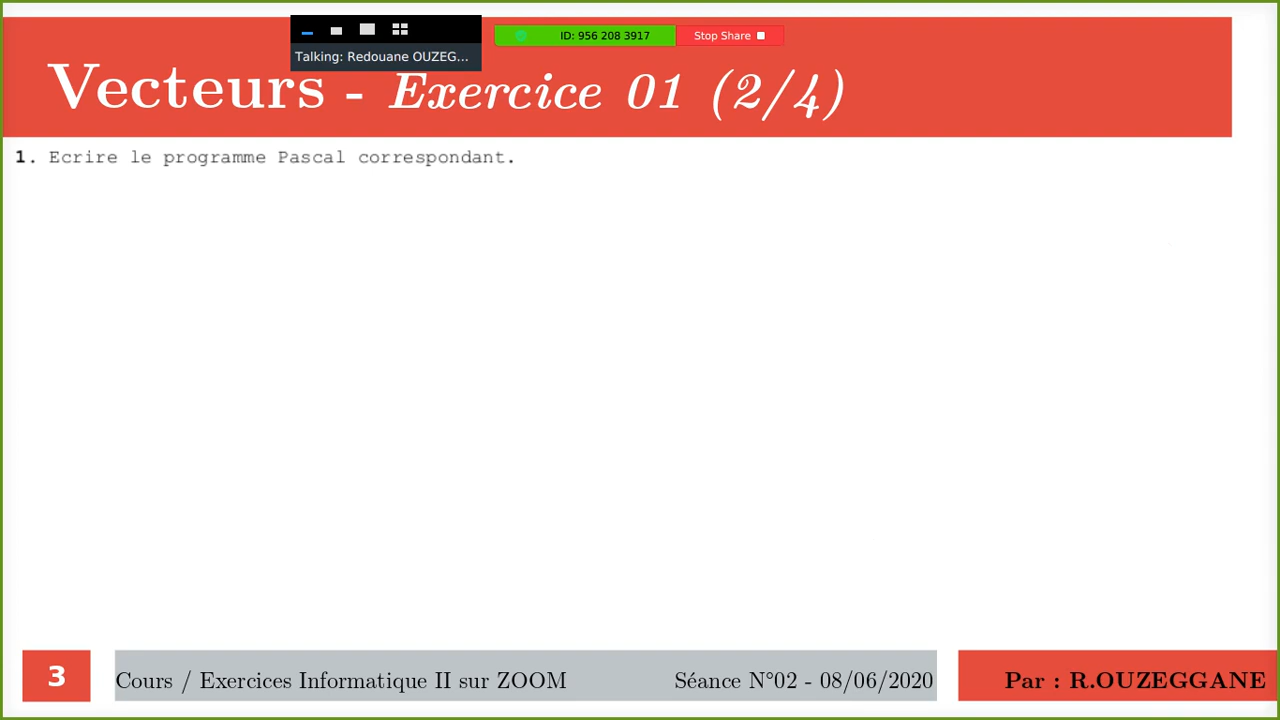 Talking: Redouane OUZEG...
ID: 956 208 3917
Stop Share
Vecteurs - Exercice 01 (2/4)
1. Ecrire le programme Pascal correspondant.
3
Cours / Exercices Informatique II sur ZOOM
Séance N°02 - 08/06/2020
Par : R.OUZEGGANE